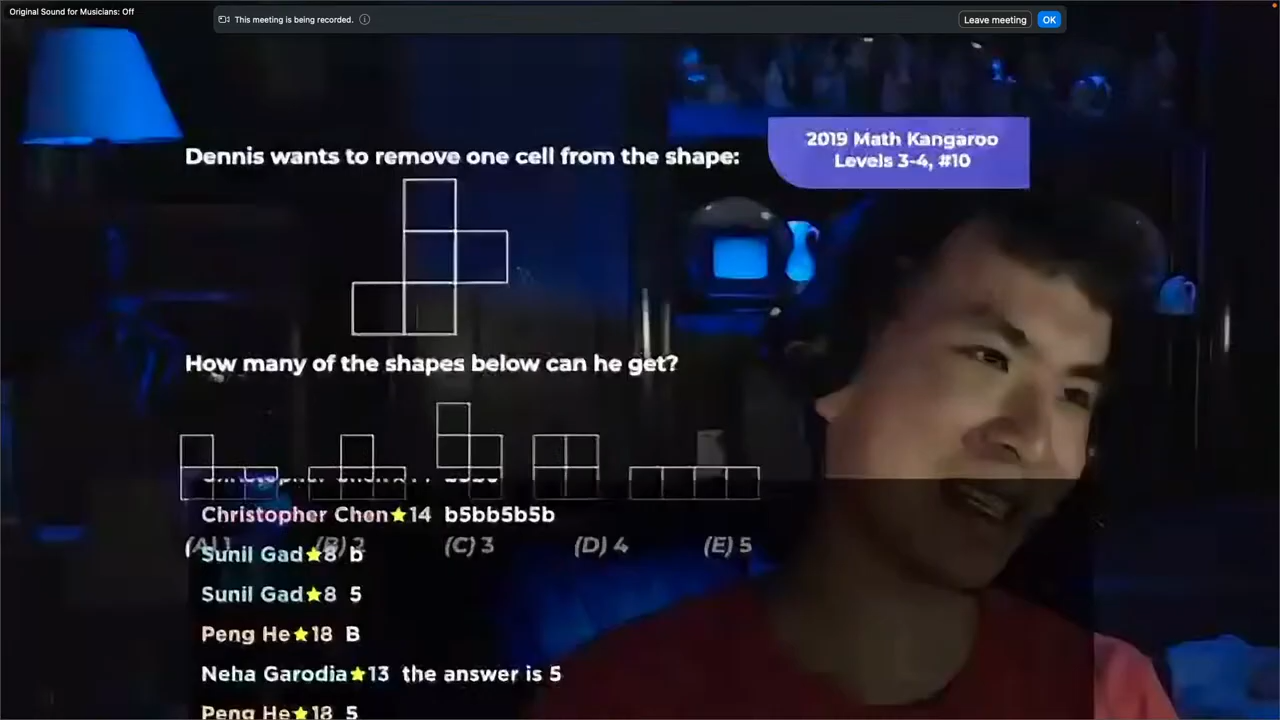 Original Sound for Musicians: Off
This meeting is being recorded.
Leave meeting
OK
2019 Math Kangaroo
Levels 3-4, #10
Dennis wants to remove one cell from the shape:
How many of the shapes below can he get?
Christopher Chen★14 b5bb5b5b
(A) 1 (B) 2 (C) 3 (D) 4 (E) 5
Sunil Gad★8 b
Sunil Gad★8 5
Peng He★18 B
Neha Garodia★13 the answer is 5
Peng He★18 5